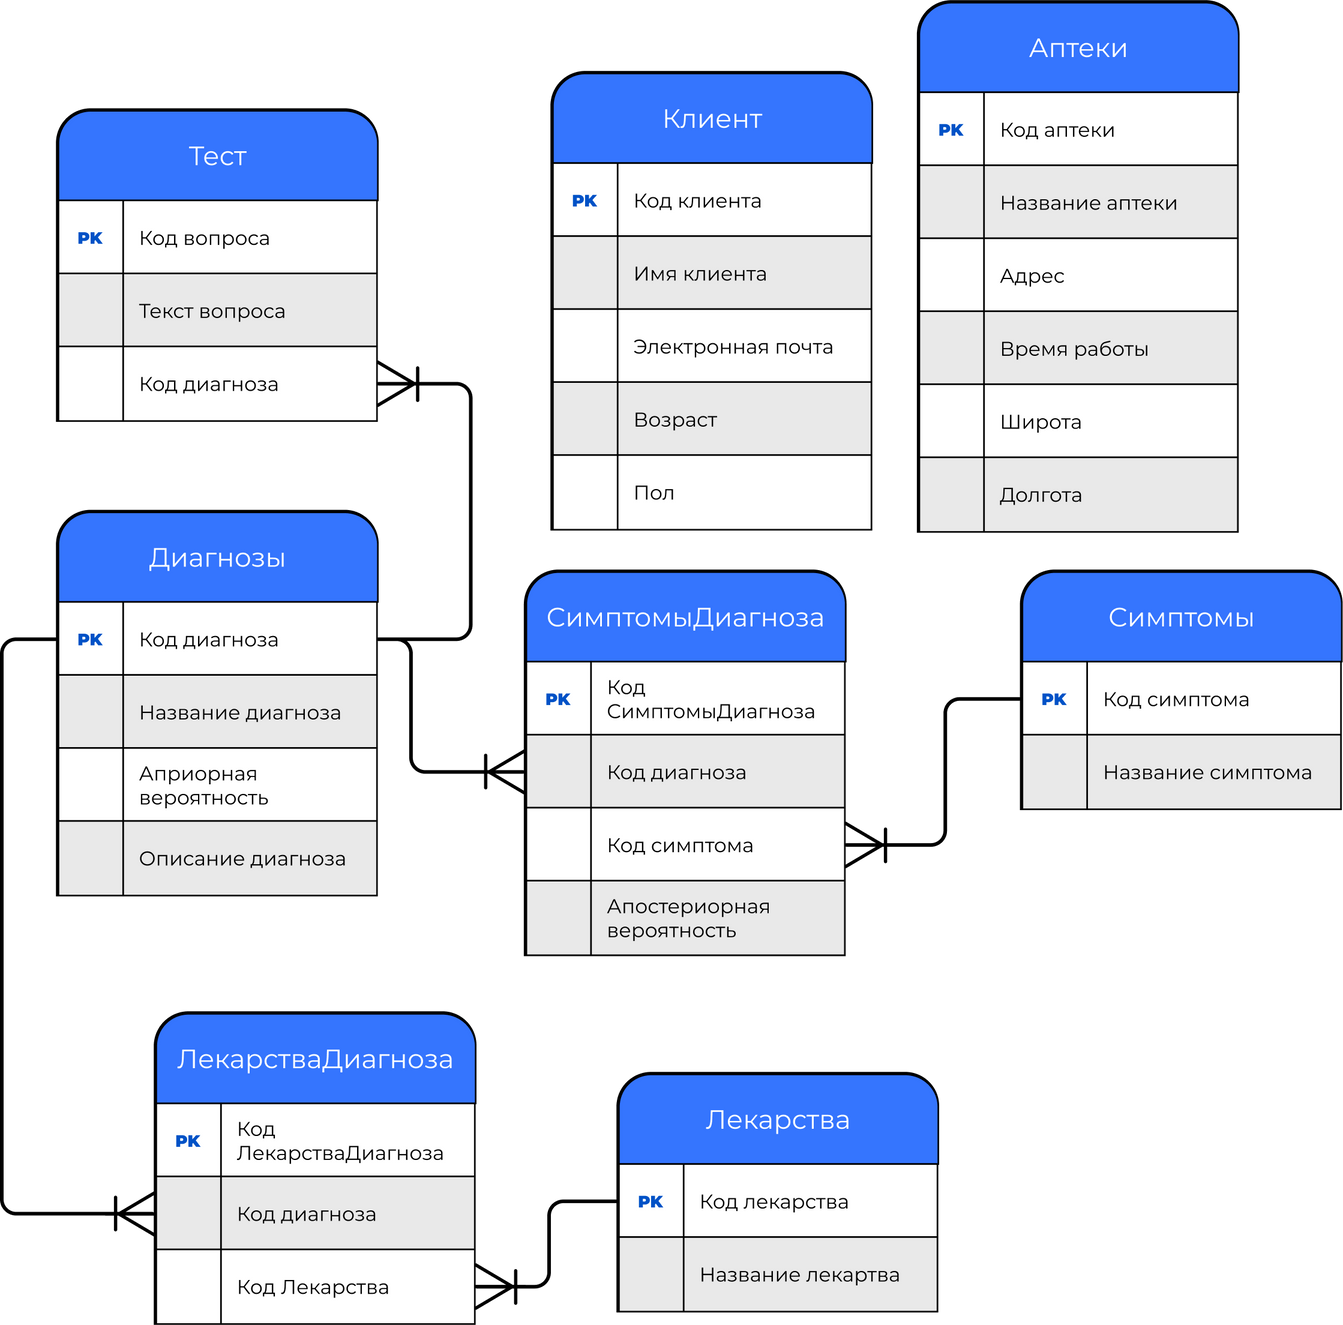 Аптеки
PK
Код аптеки
Название аптеки
Адрес
Время работы
Широта
Долгота
Клиент
PK
Код клиента
Имя клиента
Электронная почта
Возраст
Пол
Тест
PK
Код вопроса
Текст вопроса
Код диагноза
Диагнозы
PK
Код диагноза
Название диагноза
Априорная
вероятность
Описание диагноза
СимптомыДиагноза
PK
Код
СимптомыДиагноза
Код диагноза
Код симптома
Апостериорная
вероятность
Симптомы
PK
Код симптома
Название симптома
ЛекарстваДиагноза
PK
Код
ЛекарстваДиагноза
Код диагноза
Код Лекарства
Лекарства
PK
Код лекарства
Название лекартва